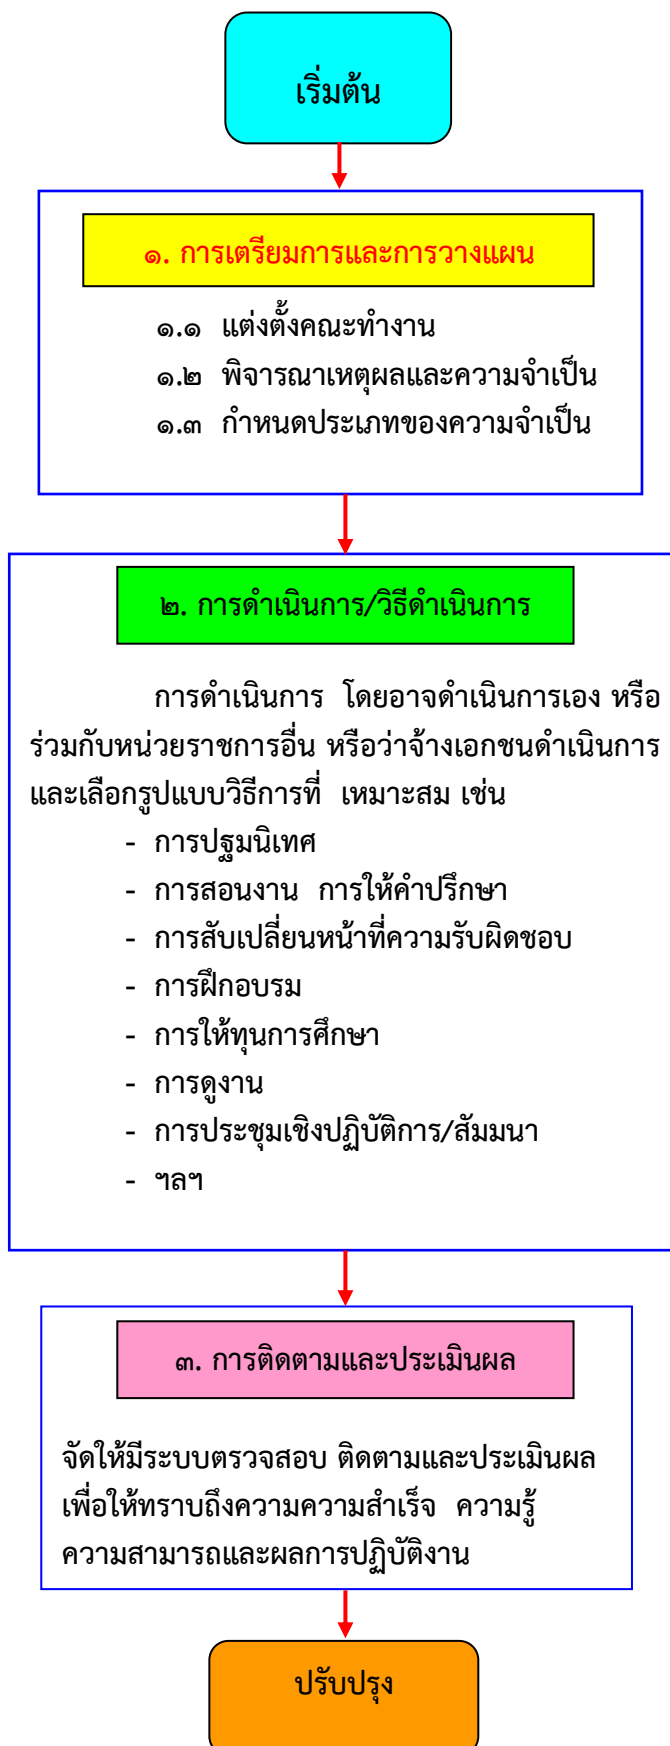 เริ่มต้น
๑. การเตรียมการและการวางแผน
๑.๑ แต่งตั้งคณะทำงาน
๑.๒ พิจารณาเหตุผลและความจำเป็น
๑.๓ กำหนดประเภทของความจำเป็น
๒. การดำเนินการ/วิธีดำเนินการ
การดำเนินการ โดยอาจดำเนินการเอง หรือ
ร่วมกับหน่วยราชการอื่น หรือว่าจ้างเอกชนดำเนินการ
และเลือกรูปแบบวิธีการที่ เหมาะสม เช่น
- การปฐมนิเทศ
- การสอนงาน การให้คำปรึกษา
- การสับเปลี่ยนหน้าที่ความรับผิดชอบ
- การฝึกอบรม
- การให้ทุนการศึกษา
- การดูงาน
- การประชุมเชิงปฏิบัติการ/สัมมนา
- ฯลฯ
๓. การติดตามและประเมินผล
จัดให้มีระบบตรวจสอบ ติดตามและประเมินผล
เพื่อให้ทราบถึงความความสำเร็จ ความรู้
ความสามารถและผลการปฏิบัติงาน
ปรับปรุง